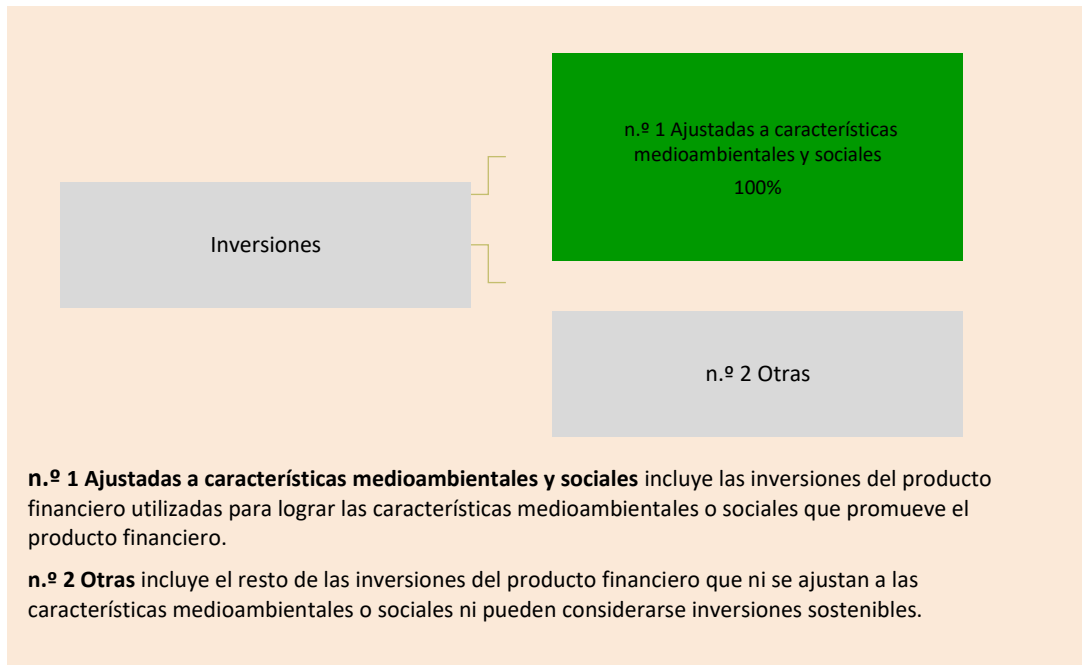 n.º 1 Ajustadas a características
medioambientales y sociales
100%
Inversiones
n.º 2 Otras
n.º 1 Ajustadas a características medioambientales y sociales incluye las inversiones del producto
financiero utilizadas para lograr las características medioambientales o sociales que promueve el
producto financiero.
n.º 2 Otras incluye el resto de las inversiones del producto financiero que ni se ajustan a las
características medioambientales o sociales ni pueden considerarse inversiones sostenibles.